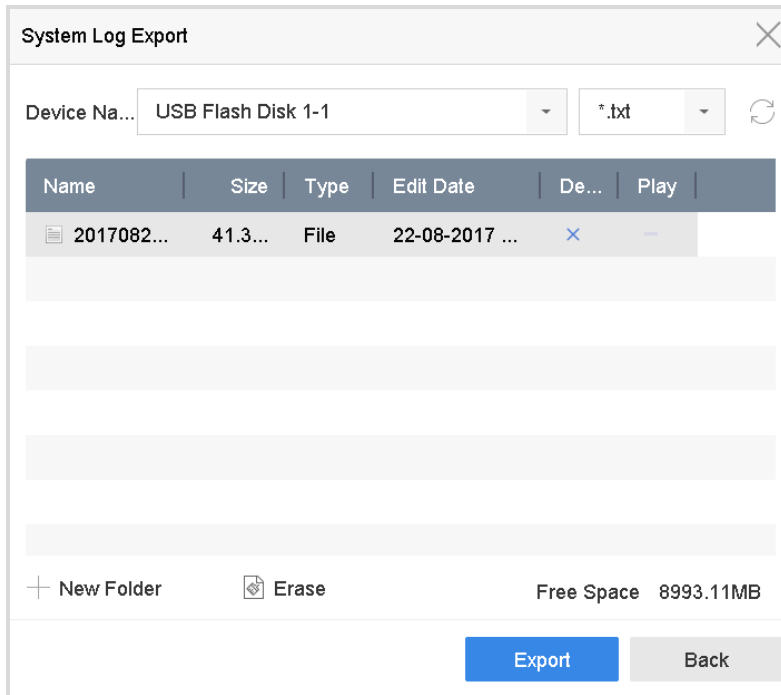 System Log Export
Device Na... USB Flash Disk 1-1 *.txt
Name Size Type Edit Date De... Play
2017082... 41.3... File 22-08-2017 ...
New Folder Erase Free Space 8993.11MB
Export Back